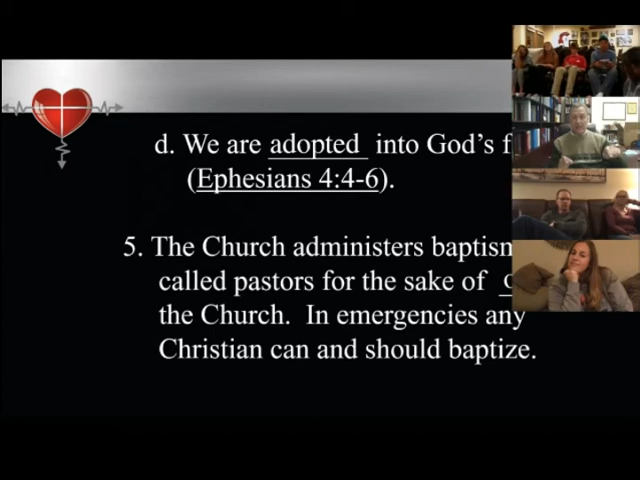 d. We are adopted into God's
(Ephesians 4:4-6).
5. The Church administers
called pastors for the sake of
the Church. In emergencies any
Christian can and should baptize.